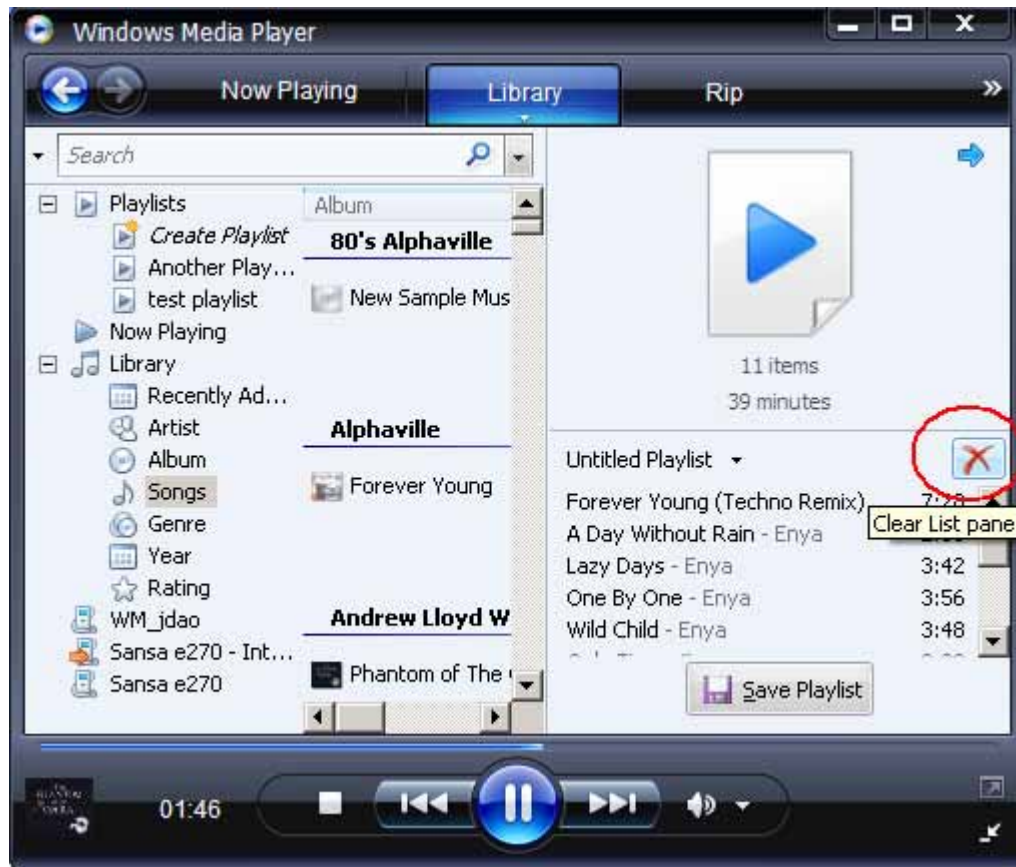 Windows Media Player
Now Playing Library Rip »
Search
Playlists
Create Playlist
Another Play...
test playlist
Now Playing
Library
Recently Ad...
Artist
Album
Songs
Genre
Year
Rating
WM_jdao
Sansa e270 - Int...
Sansa e270
Album
80's Alphaville
New Sample Mus
Alphaville
Forever Young
Andrew Lloyd W
Phantom of The
11 items
39 minutes
Untitled Playlist
Forever Young (Techno Remix) 7:28
Clear List pane
A Day Without Rain - Enya
Lazy Days - Enya 3:42
One By One - Enya 3:56
Wild Child - Enya 3:48
Save Playlist
01:46